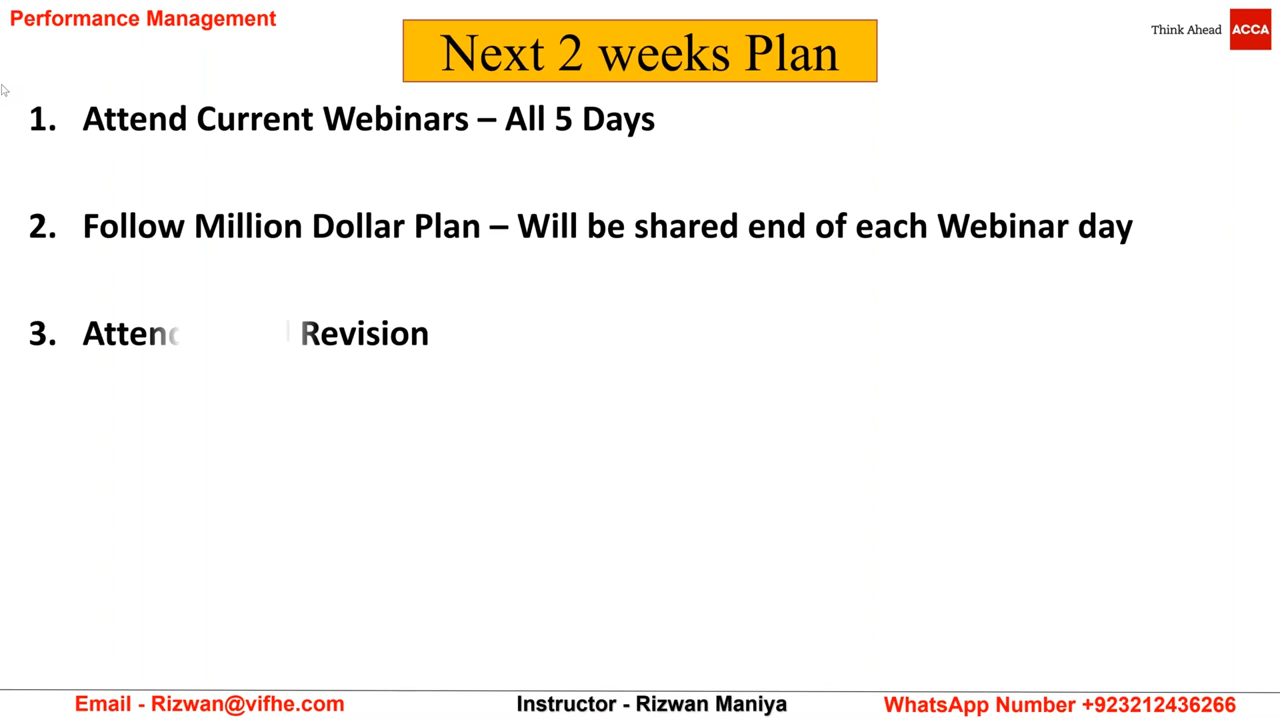 Performance Management
Next 2 weeks Plan
Think Ahead ACCA
1. Attend Current Webinars – All 5 Days
2. Follow Million Dollar Plan – Will be shared end of each Webinar day
3. Revision
Email - Rizwan@vifhe.com
Instructor - Rizwan Maniya
WhatsApp Number +923212436266